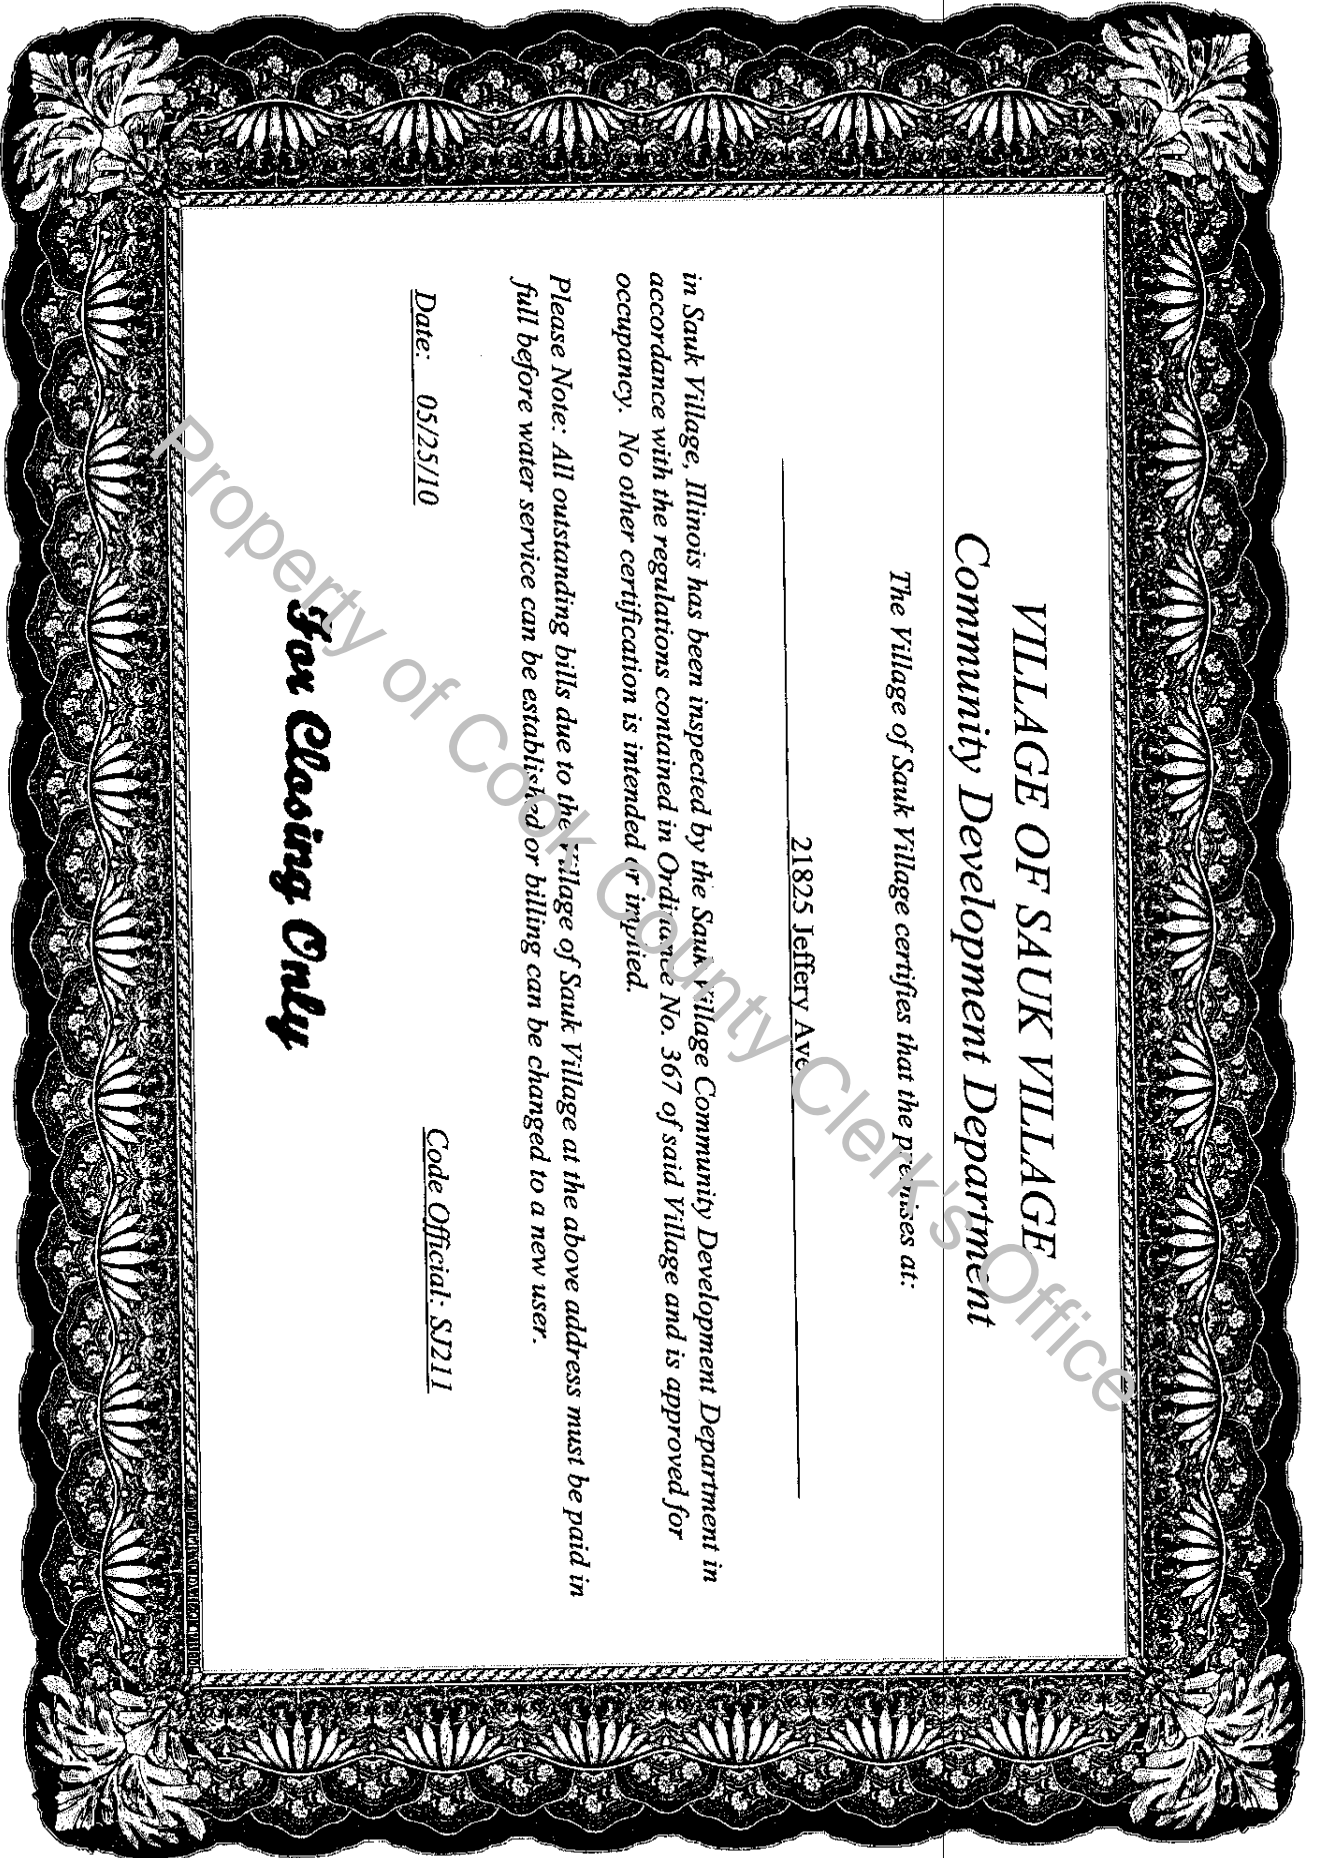 VILLAGE OF SAUK VILLAGE
Community Development Department
The Village of Sauk Village certifies that the premises at:
21825 Jeffery Ave
in Sauk Village, Illinois has been inspected by the Sauk Village Community Development Department in
accordance with the regulations contained in Ordinance No. 367 of said Village and is approved for
occupancy. No other certification is intended or implied.
Please Note: All outstanding bills due to the Village of Sauk Village at the above address must be paid in
full before water service can be established or billing can be changed to a new user.
Date: 05/25/10
Code Official: SJ211
For Closing Only
Property of Cook County Clerk's Office